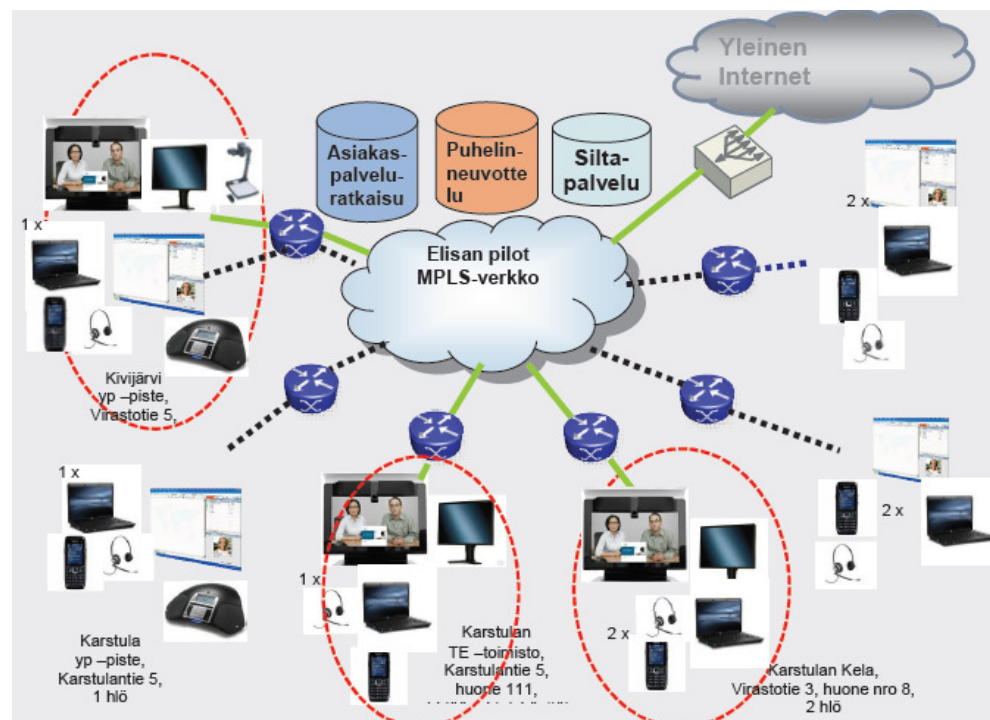 Yleinen
Internet
Asiakas-
palvelu-
ratkaisu
Puhelin-
neuvotte
lu
Silta-
palvelu
2 x
1 x
Elisan pilot
MPLS-verkko
Kivijärvi
yp –piste,
Virastotie 5,
1 x
Karstula
yp –piste,
Karstulantie 5,
1 hlö
1 x
Karstulan
TE –toimisto,
Karstulantie 5,
huone 111,
2 x
Karstulan Kela,
Virastotie 3, huone nro 8,
2 hlö
2 x